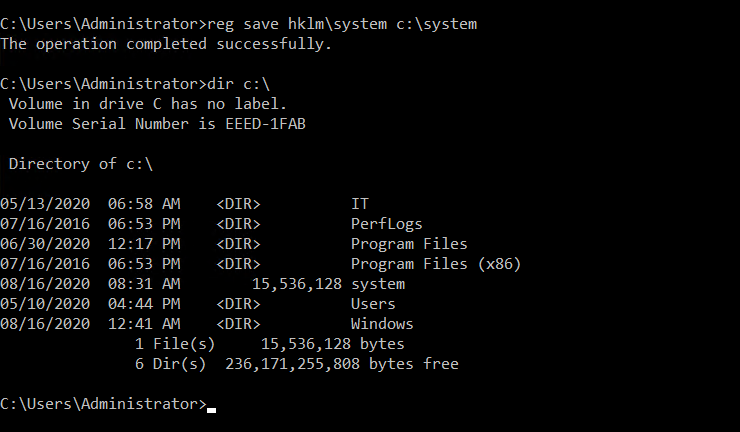 C:\Users\Administrator>reg save hklm\system c:\system
The operation completed successfully.
C:\Users\Administrator>dir c:\
 Volume in drive C has no label.
 Volume Serial Number is EEED-1FAB
 Directory of c:\
05/13/2020  06:58 AM    <DIR>          IT
07/16/2016  06:53 PM    <DIR>          PerfLogs
06/30/2020  12:17 PM    <DIR>          Program Files
07/16/2016  06:53 PM    <DIR>          Program Files (x86)
08/16/2020  08:31 AM        15,536,128 system
05/10/2020  04:44 PM    <DIR>          Users
08/16/2020  12:41 AM    <DIR>          Windows
               1 File(s)     15,536,128 bytes
               6 Dir(s)  236,171,255,808 bytes free
C:\Users\Administrator>